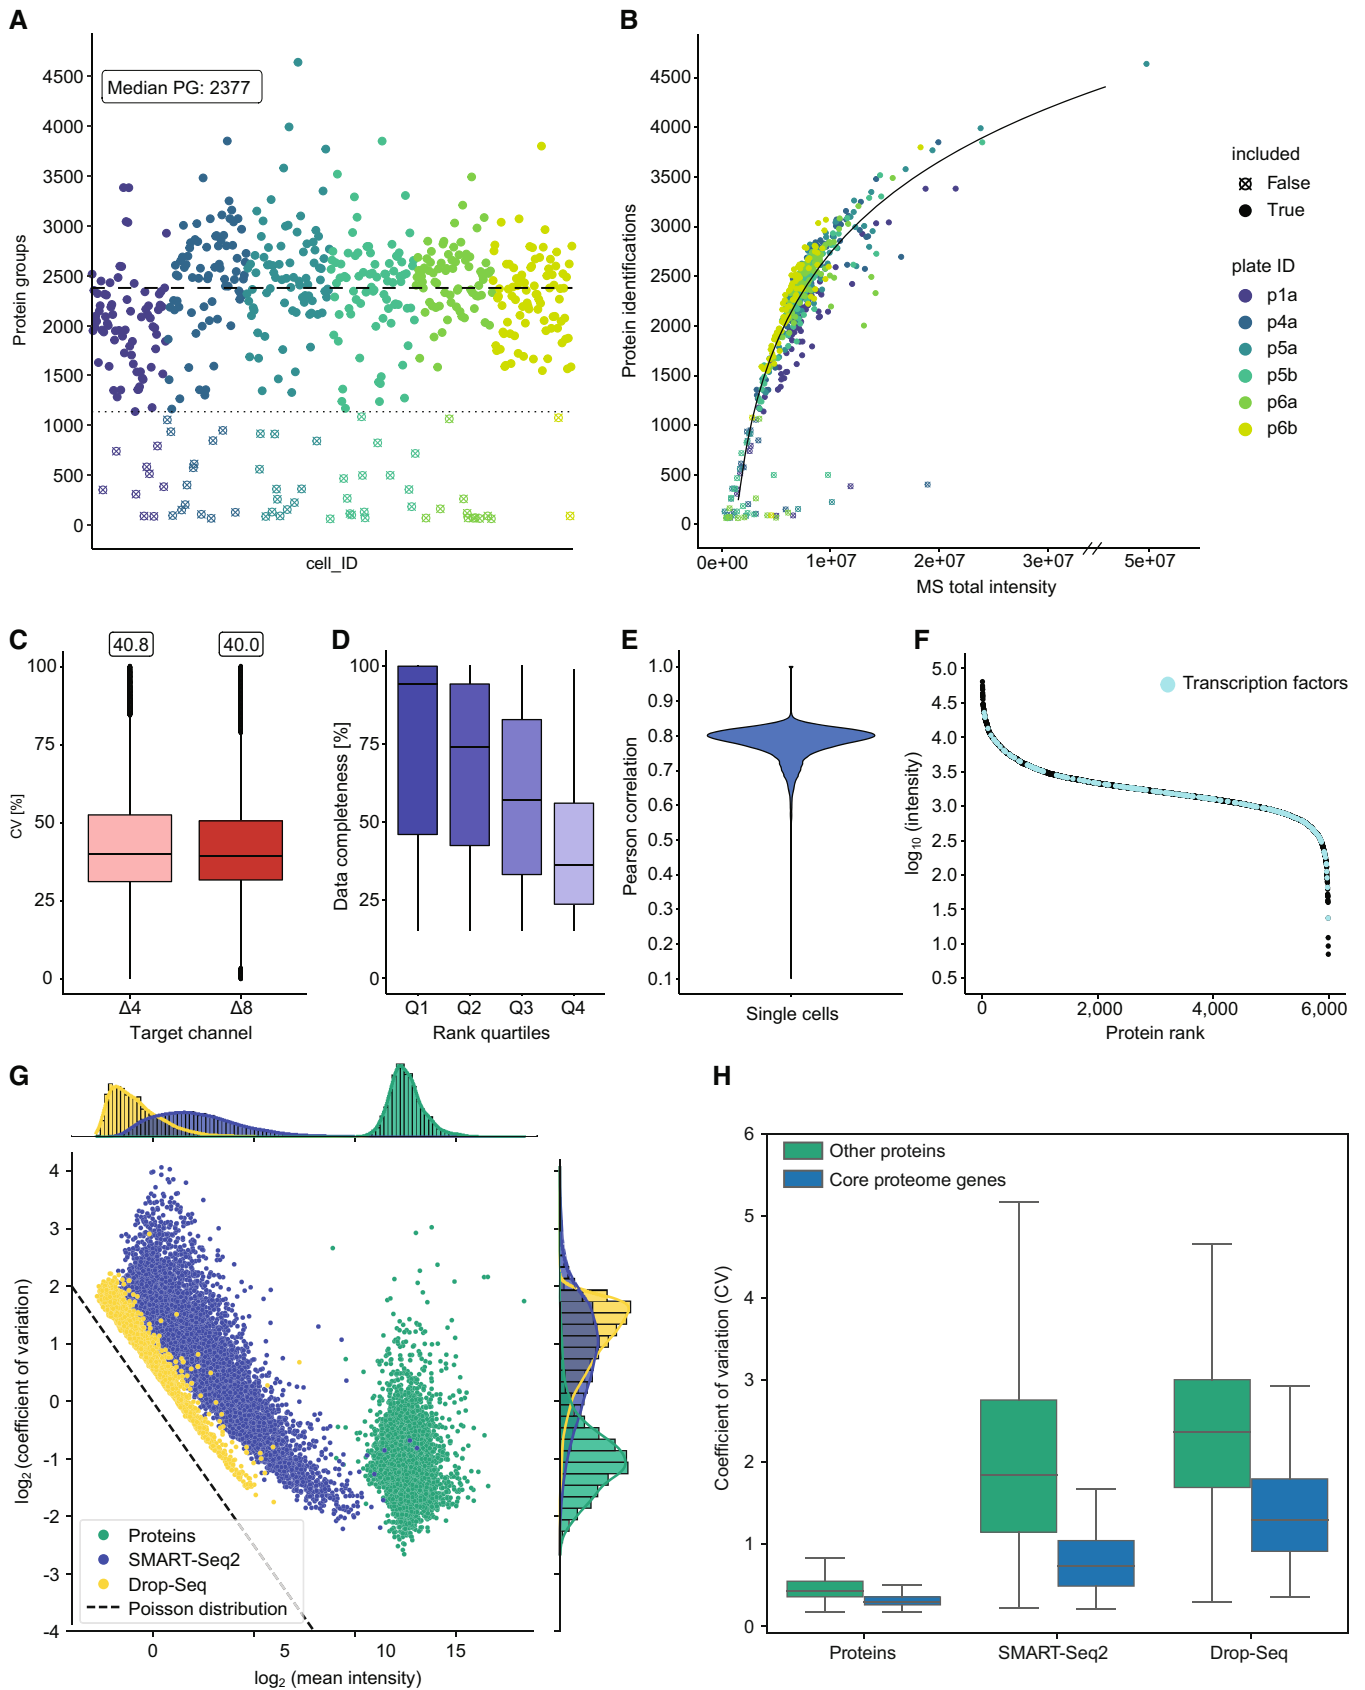 A
Median PG: 2377
Protein groups
4500
4000
3500
3000
2500
2000
1500
1000
500
0
cell_ID
B
Protein identifications
4500
4000
3500
3000
2500
2000
1500
1000
500
0
0e+00
1e+07
2e+07
3e+07
5e+07
MS total intensity
included
False
True
plate ID
p1a
p4a
p5a
p5b
p6a
p6b
C
40.8
40.0
CV [%]
100
75
50
25
0
Δ4
Δ8
Target channel
D
Data completeness [%]
100
75
50
25
0
Q1
Q2
Q3
Q4
Rank quartiles
E
Pearson correlation
1.0
0.9
0.8
0.7
0.6
0.5
0.4
0.3
0.2
0.1
Single cells
F
Transcription factors
log10 (intensity)
5.0
4.5
4.0
3.5
3.0
2.5
2.0
1.5
1.0
0.5
0
2,000
4,000
6,000
Protein rank
G
log2 (coefficient of variation)
4
3
2
1
0
-1
-2
-3
-4
Proteins
SMART-Seq2
Drop-Seq
Poisson distribution
0
5
10
15
log2 (mean intensity)
H
Other proteins
Core proteome genes
Coefficient of variation (CV)
6
5
4
3
2
1
0
Proteins
SMART-Seq2
Drop-Seq